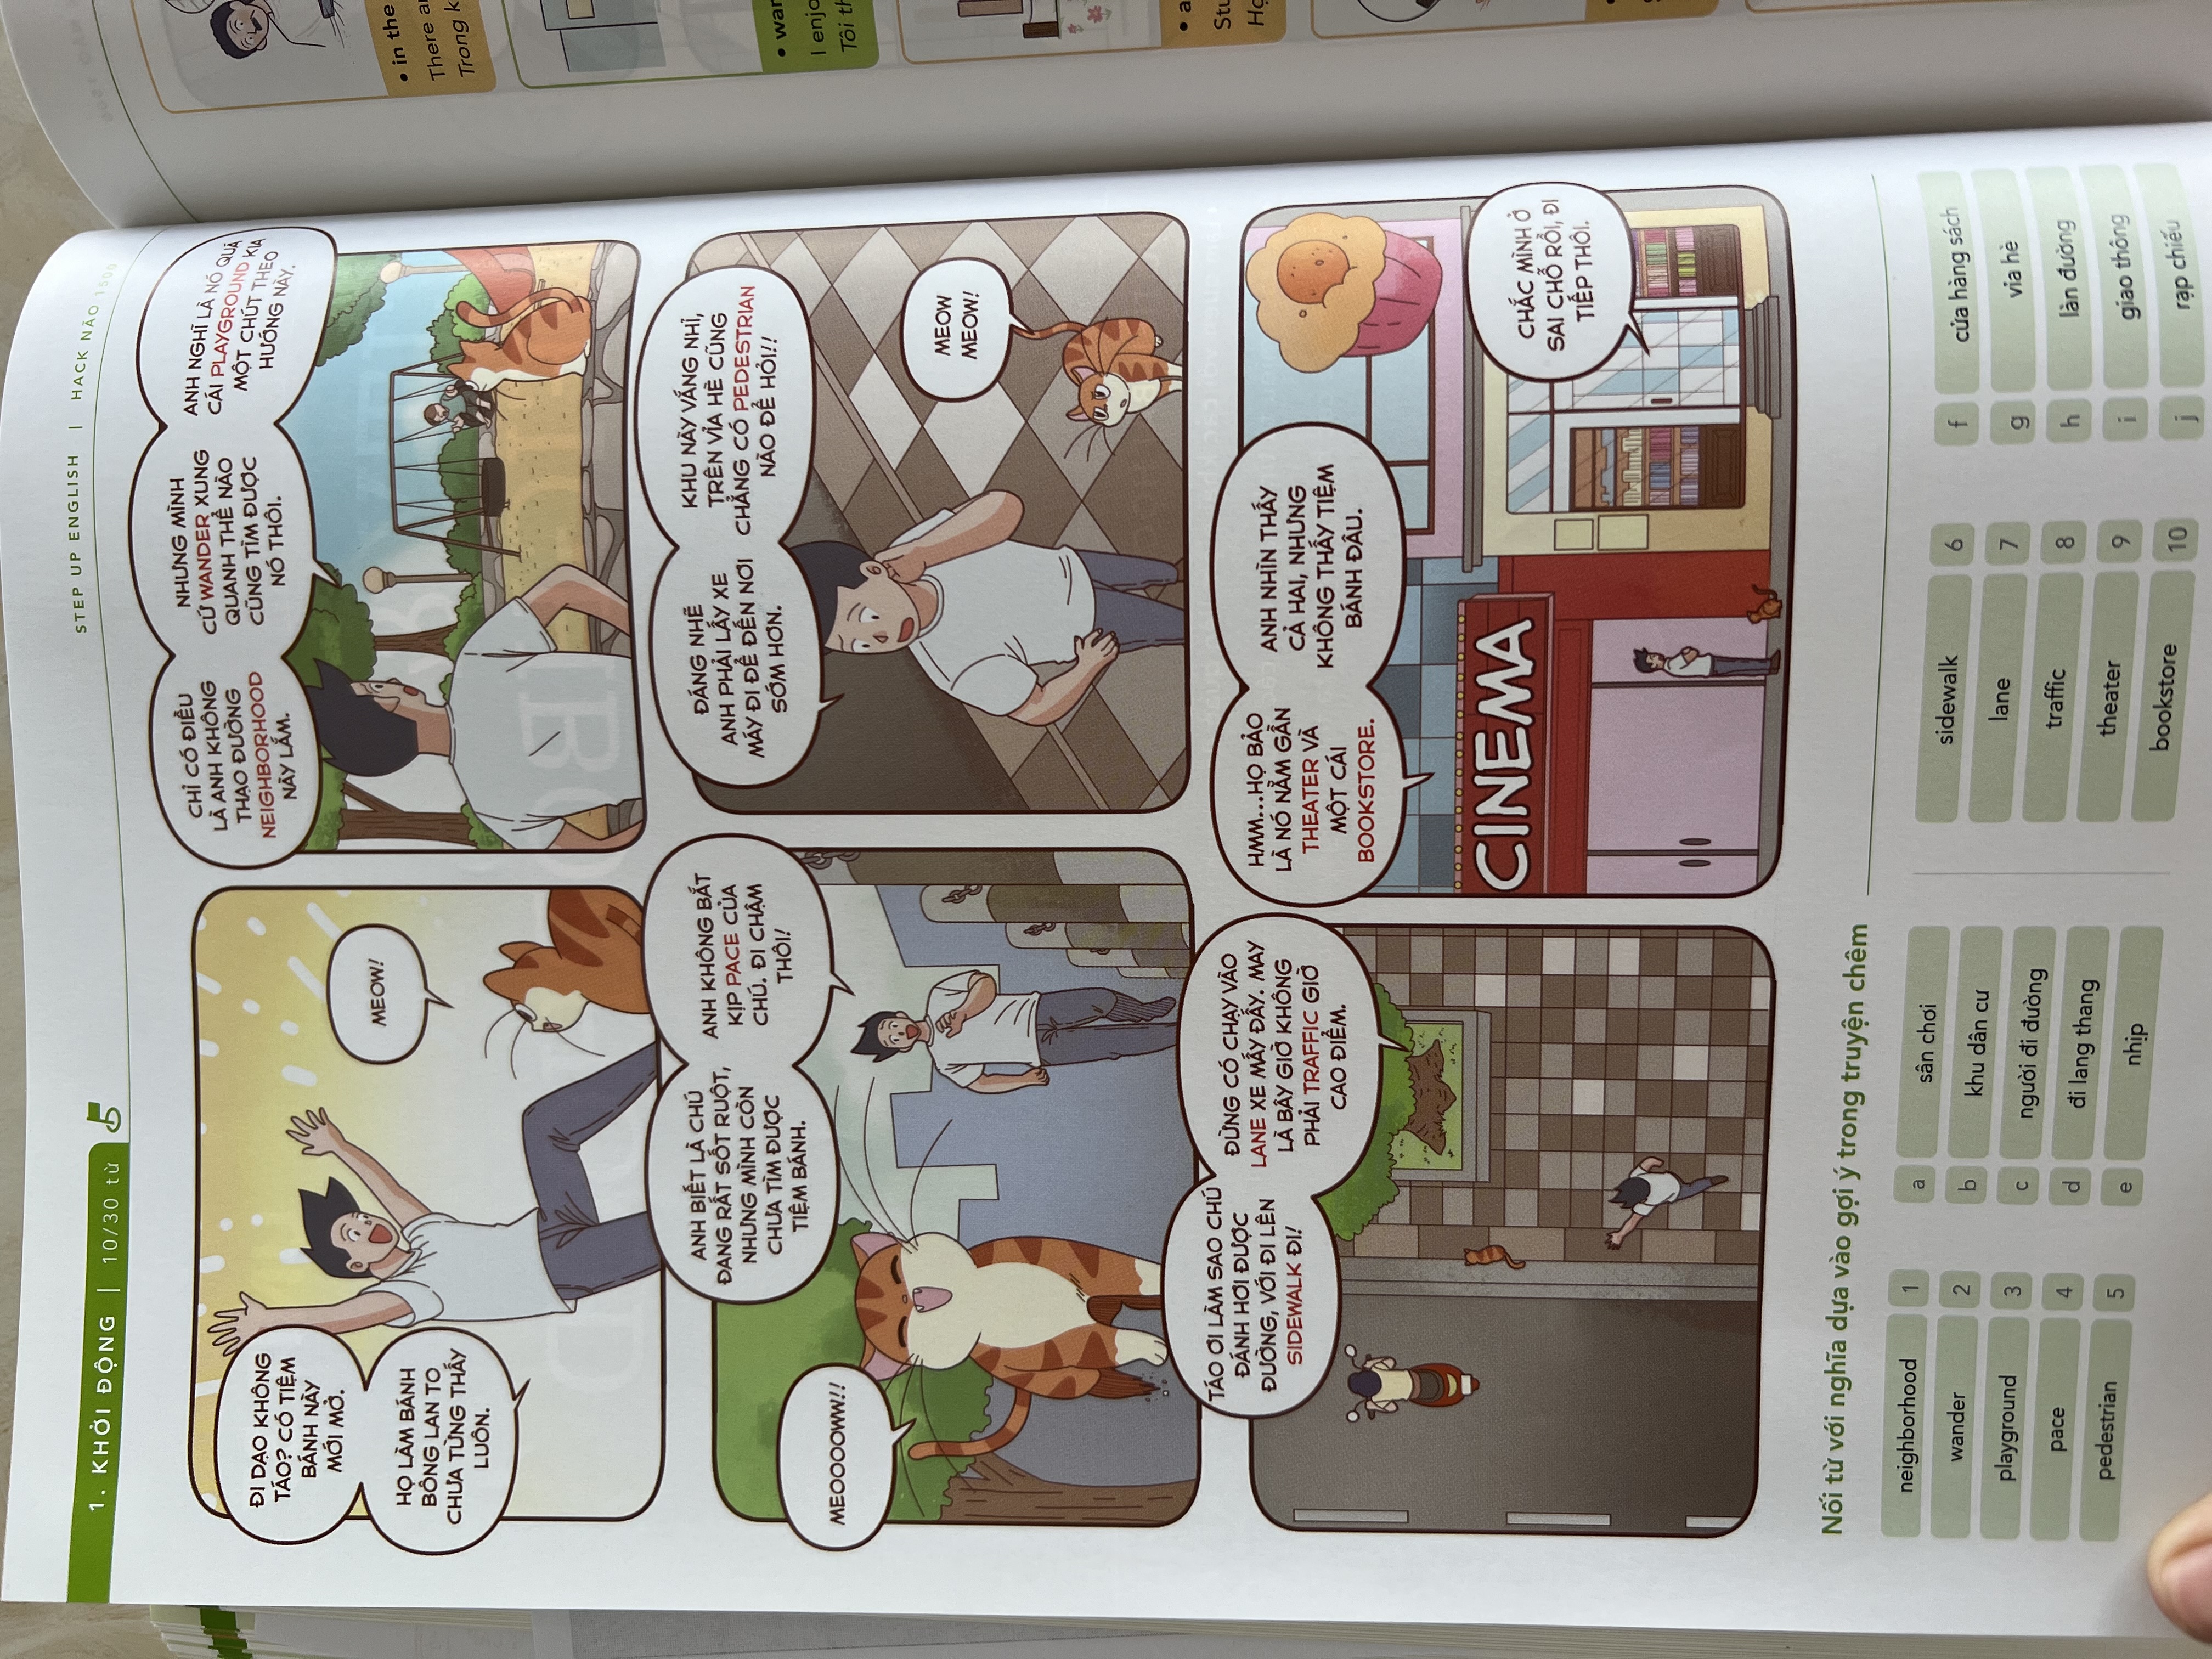 1. KHỞI ĐỘNG | 10/30 từ
STEP UP ENGLISH | HACK NÃO 1500
ĐI DẠO KHÔNG
TÁO? CÓ TIỆM
BÁNH NÀY
MỚI MỞ.
HỌ LÀM BÁNH
BÔNG LAN TO
CHƯA TỪNG THẤY
LUÔN.
MEOW!
CHỈ CÓ ĐIỀU
LÀ ANH KHÔNG
THẠO ĐƯỜNG
NEIGHBORHOOD
NÀY LẮM.
NHƯNG MÌNH
CỨ WANDER XUNG
QUANH THỂ NÀO
CŨNG TÌM ĐƯỢC
NÓ THÔI.
ANH NGHĨ LÀ NÓ QUÁ
CÁI PLAYGROUND KIA
MỘT CHÚT THEO
HƯỚNG NÀY.
MEOOOOWW!!
ANH BIẾT LÀ CHÚ
ĐANG RẤT SỐT RUỘT,
NHƯNG MÌNH CÒN
CHƯA TÌM ĐƯỢC
TIỆM BÁNH.
ANH KHÔNG BẮT
KỊP PACE CỦA
CHÚ. ĐI CHẬM
THÔI!
ĐÁNG NHẼ
ANH PHẢI LẤY XE
MÁY ĐI ĐỂ ĐẾN NƠI
SỚM HƠN.
KHU NÀY VẮNG NHỈ,
TRÊN VỈA HÈ CŨNG
CHẲNG CÓ PEDESTRIAN
NÀO ĐỂ HỎI!!
MEOW
MEOW!
TÁO ƠI LÀM SAO CHÚ
ĐÁNH HƠI ĐƯỢC
ĐƯỜNG, VỚI ĐI LÊN
SIDEWALK ĐI!
ĐỪNG CÓ CHẠY VÀO
LANE XE MẤY ĐẤY. MAY
LÀ BÂY GIỜ KHÔNG
PHẢI TRAFFIC GIỜ
CAO ĐIỂM.
HMM...HỌ BẢO
LÀ NÓ NẰM GẦN
THEATER VÀ
MỘT CÁI
BOOKSTORE.
ANH NHÌN THẤY
CẢ HAI, NHƯNG
KHÔNG THẤY TIỆM
BÁNH ĐÂU.
CINEMA
CHẮC MÌNH Ở
SAI CHỖ RỒI, ĐI
TIẾP THÔI.
Nối từ với nghĩa dựa vào gợi ý trong truyện chêm
neighborhood 1
wander 2
playground 3
pace 4
pedestrian 5
a sân chơi
b khu dân cư
c người đi đường
d đi lang thang
e nhịp
sidewalk 6
lane 7
traffic 8
theater 9
bookstore 10
f cửa hàng sách
g vỉa hè
h làn đường
i giao thông
j rạp chiếu
• in the
There
Trong
I
Tôi
• a